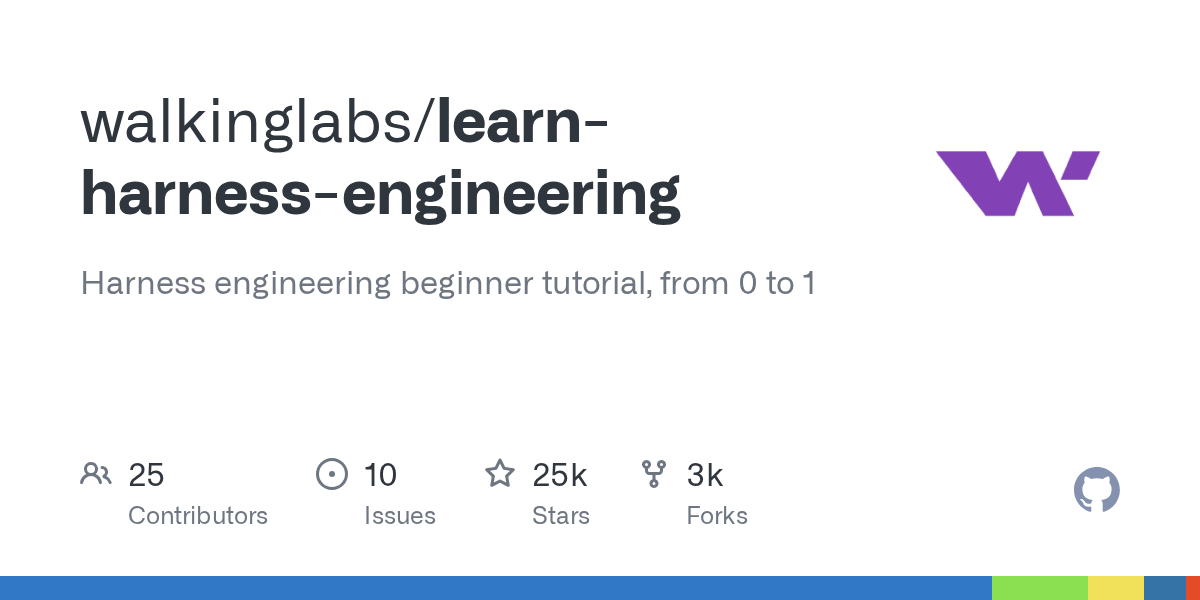 walkinglabs/learn-
harness-engineering
Harness engineering beginner tutorial, from 0 to 1
25 10 25k 3k
Contributors Issues Stars Forks